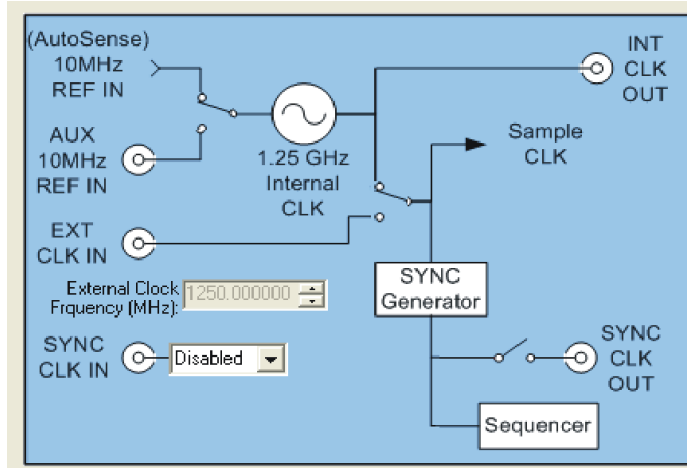 (AutoSense)
10MHz
REF IN
AUX
10MHz
REF IN
EXT
CLK IN
External Clock
Frquency (MHz):
1250.000000
SYNC
CLK IN
Disabled
1.25 GHz
Internal
CLK
INT
CLK
OUT
Sample
CLK
SYNC
Generator
SYNC
CLK
OUT
Sequencer